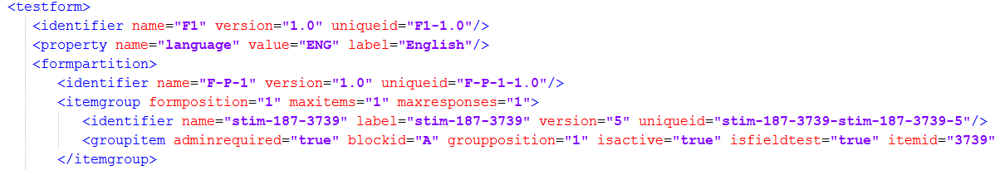 <testform>
<identifier name="F1" version="1.0" uniqueid="F1-1.0"/>
<property name="language" value="ENG" label="English"/>
<formpartition>
<identifier name="F-P-1" version="1.0" uniqueid="F-P-1-1.0"/>
<itemgroup formposition="1" maxitems="1" maxresponses="1">
<identifier name="stim-187-3739" label="stim-187-3739" version="5" uniqueid="stim-187-3739-stim-187-3739-5"/>
<groupitem adminrequired="true" blockid="A" groupposition="1" isactive="true" isfieldtest="true" itemid="3739"
</itemgroup>